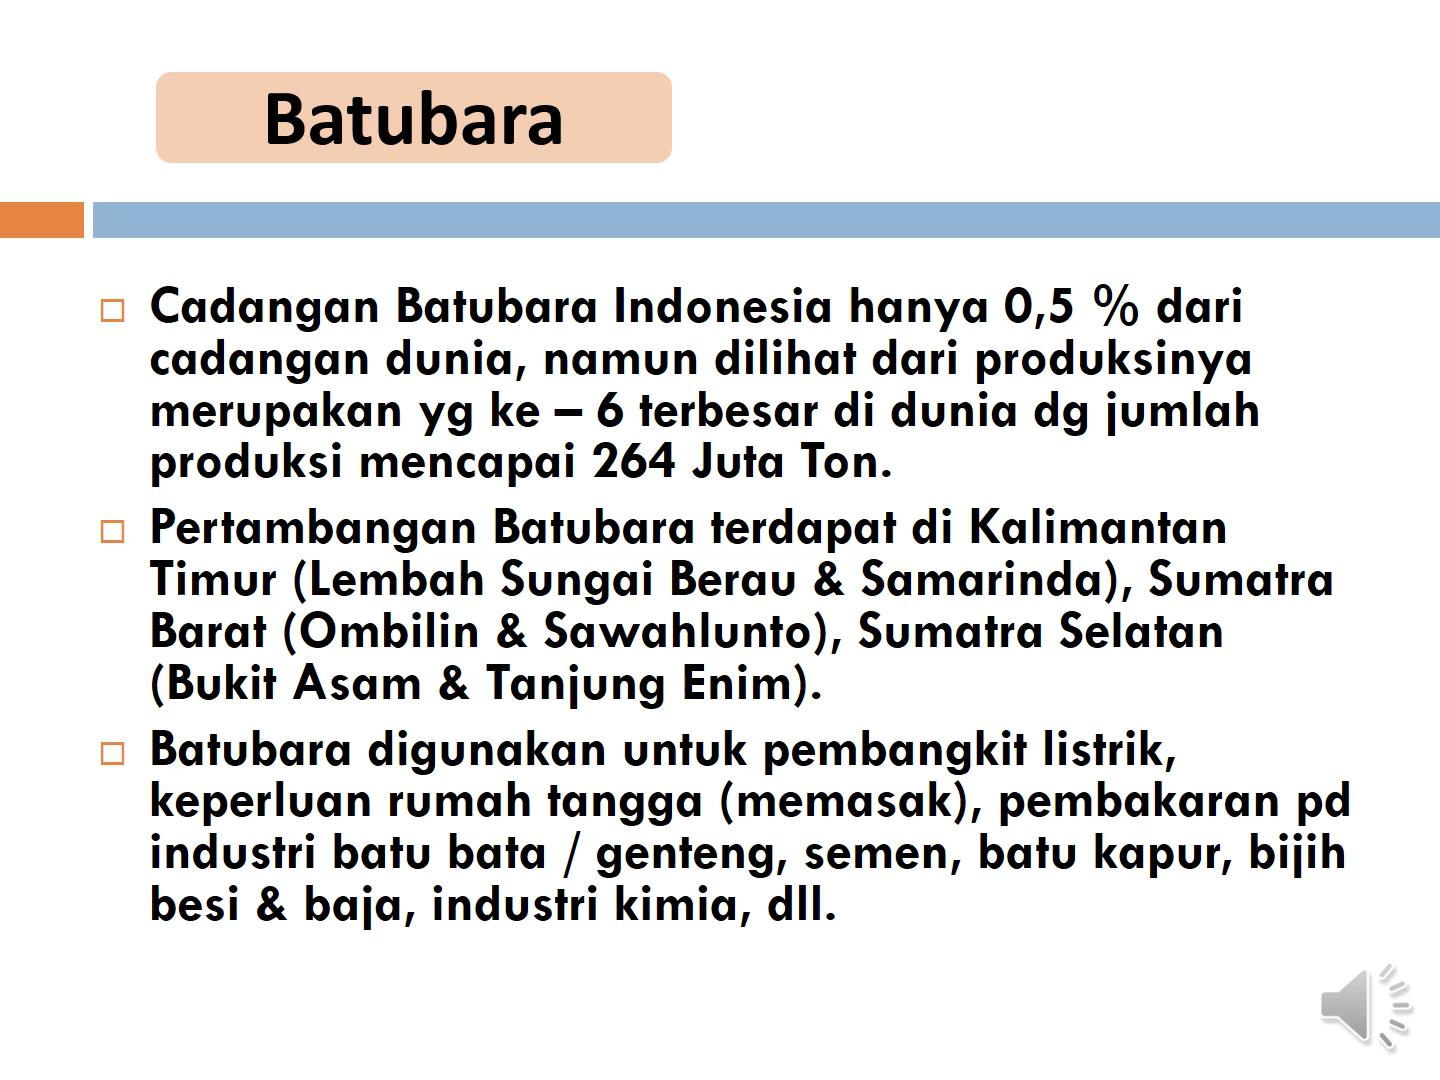 Batubara
Cadangan Batubara Indonesia hanya 0,5 % dari
cadangan dunia, namun dilihat dari produksinya
merupakan yg ke – 6 terbesar di dunia dg jumlah
produksi mencapai 264 Juta Ton.
Pertambangan Batubara terdapat di Kalimantan
Timur (Lembah Sungai Berau & Samarinda), Sumatra
Barat (Ombilin & Sawahlunto), Sumatra Selatan
(Bukit Asam & Tanjung Enim).
Batubara digunakan untuk pembangkit listrik,
keperluan rumah tangga (memasak), pembakaran pd
industri batu bata / genteng, semen, batu kapur, bijih
besi & baja, industri kimia, dll.